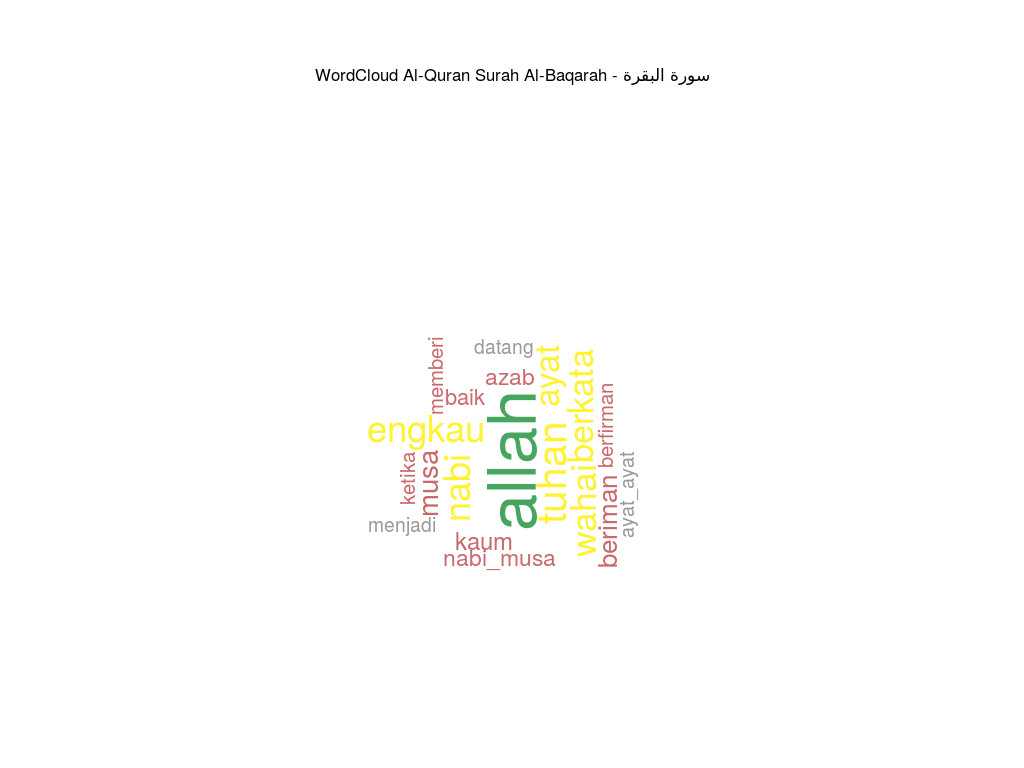 WordCloud Al-Quran Surah Al-Baqarah - سورة البقرة
datang
memberi
azab
baik
ayat
berkata
allah
engkau
tuhan
berfirman
musa
ketika
nabi
wahai
beriman
ayat_ayat
menjadi
kaum
nabi_musa